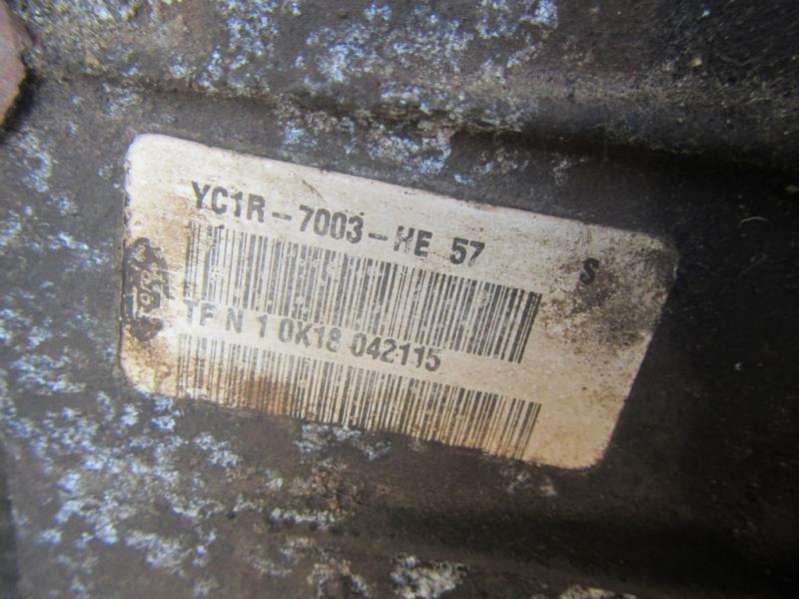 YC1R-7003-HE 57
S
TF N 1 0K18 042115